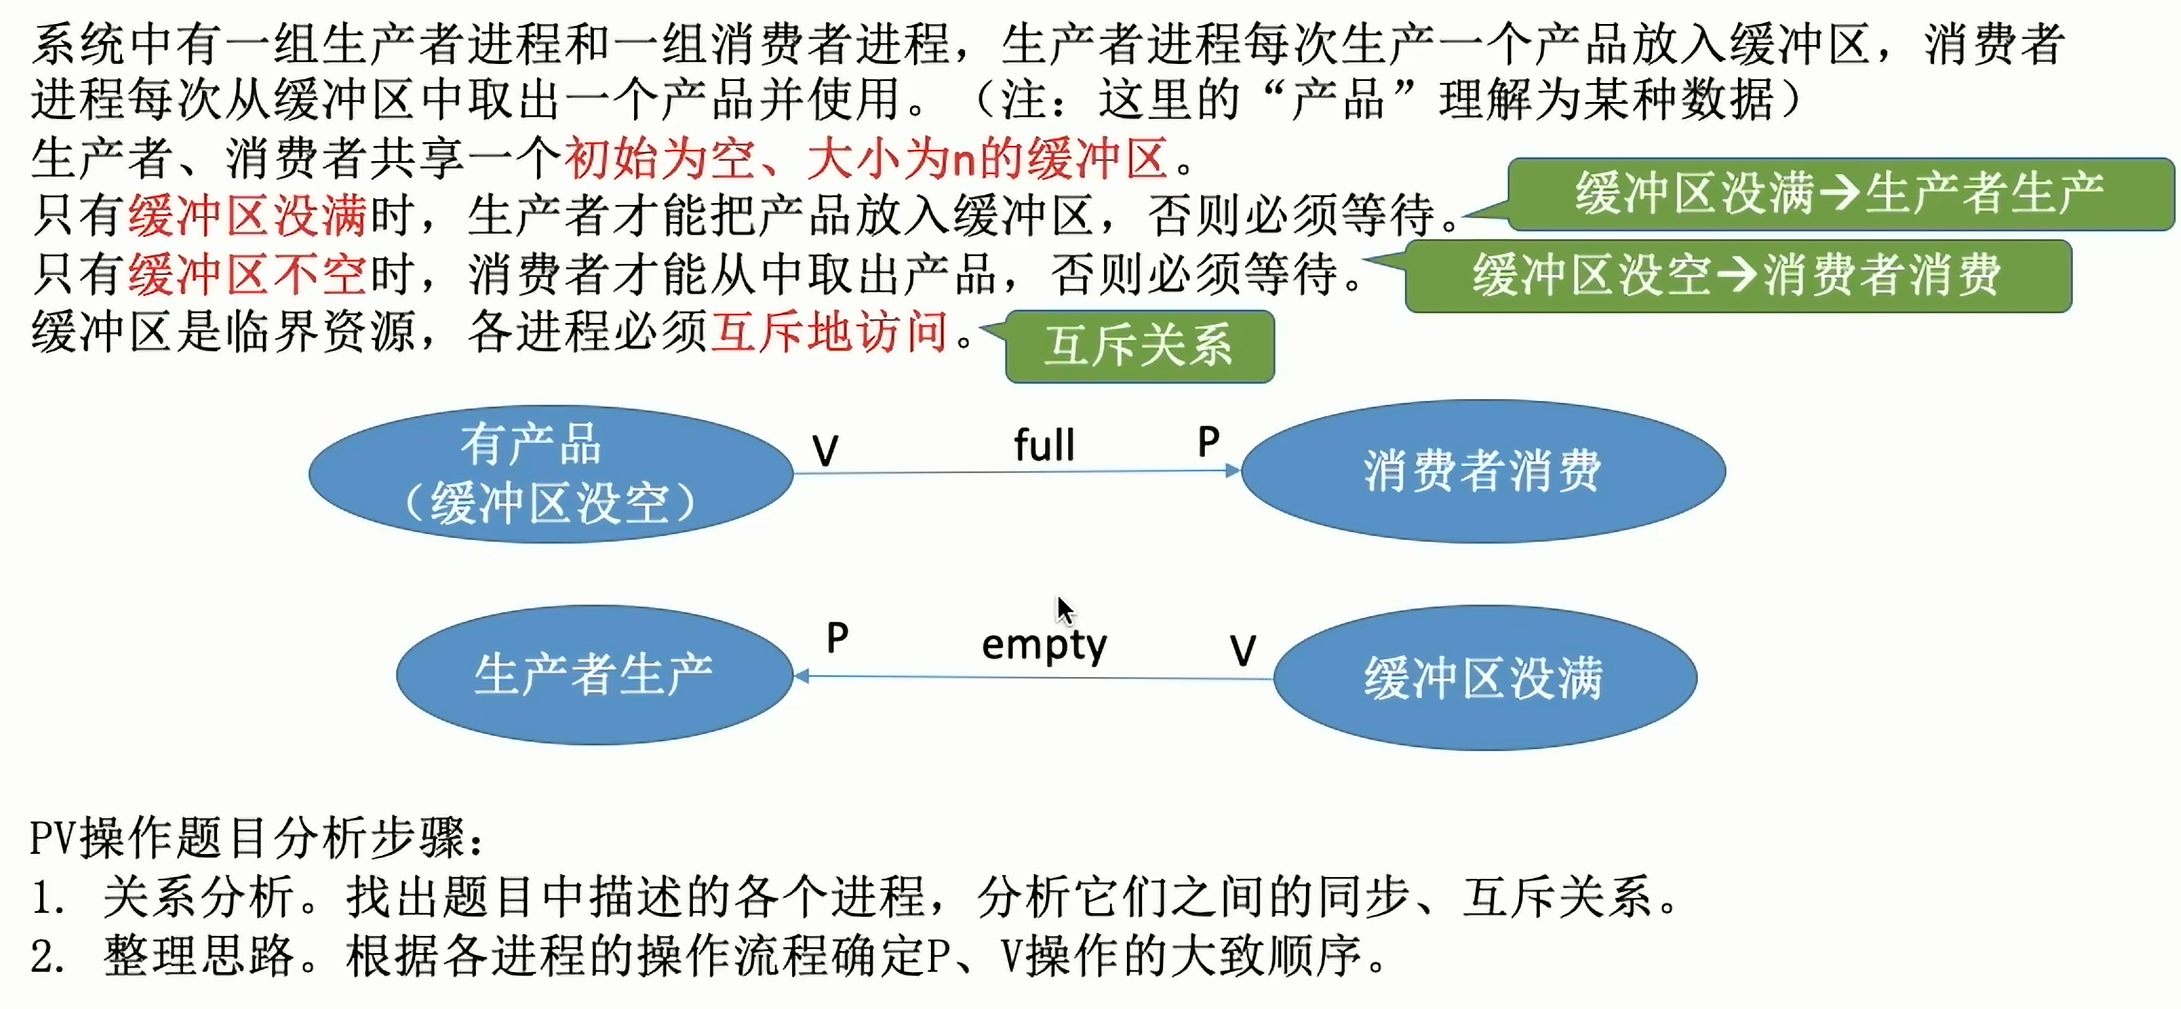 系统中有一组生产者进程和一组消费者进程，生产者进程每次生产一个产品放入缓冲区，消费者
进程每次从缓冲区中取出一个产品并使用。（注：这里的“产品”理解为某种数据）
生产者、消费者共享一个初始为空、大小为n的缓冲区。
只有缓冲区没满时，生产者才能把产品放入缓冲区，否则必须等待。
缓冲区没满→生产者生产
只有缓冲区不空时，消费者才能从中取出产品，否则必须等待。
缓冲区没空→消费者消费
缓冲区是临界资源，各进程必须互斥地访问。
互斥关系
有产品
（缓冲区没空）
V full P
消费者消费
生产者生产
P empty V
缓冲区没满
PV操作题目分析步骤：
1. 关系分析。找出题目中描述的各个进程，分析它们之间的同步、互斥关系。
2. 整理思路。根据各进程的操作流程确定P、V操作的大致顺序。